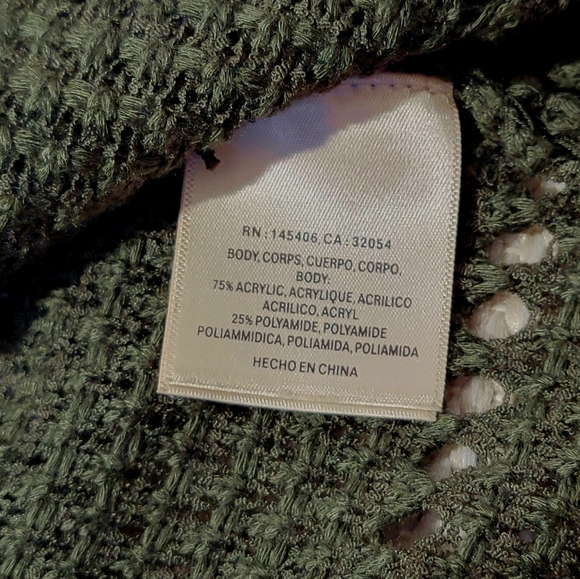 RN : 145406 CA : 32054
BODY, CORPS, CUERPO, CORPO,
BODY:
75% ACRYLIC, ACRYLIQUE, ACRILICO
ACRILICO, ACRYL
25% POLYAMIDE, POLYAMIDE
POLIAMMIDICA, POLIAMIDA, POLIAMIDA
HECHO EN CHINA